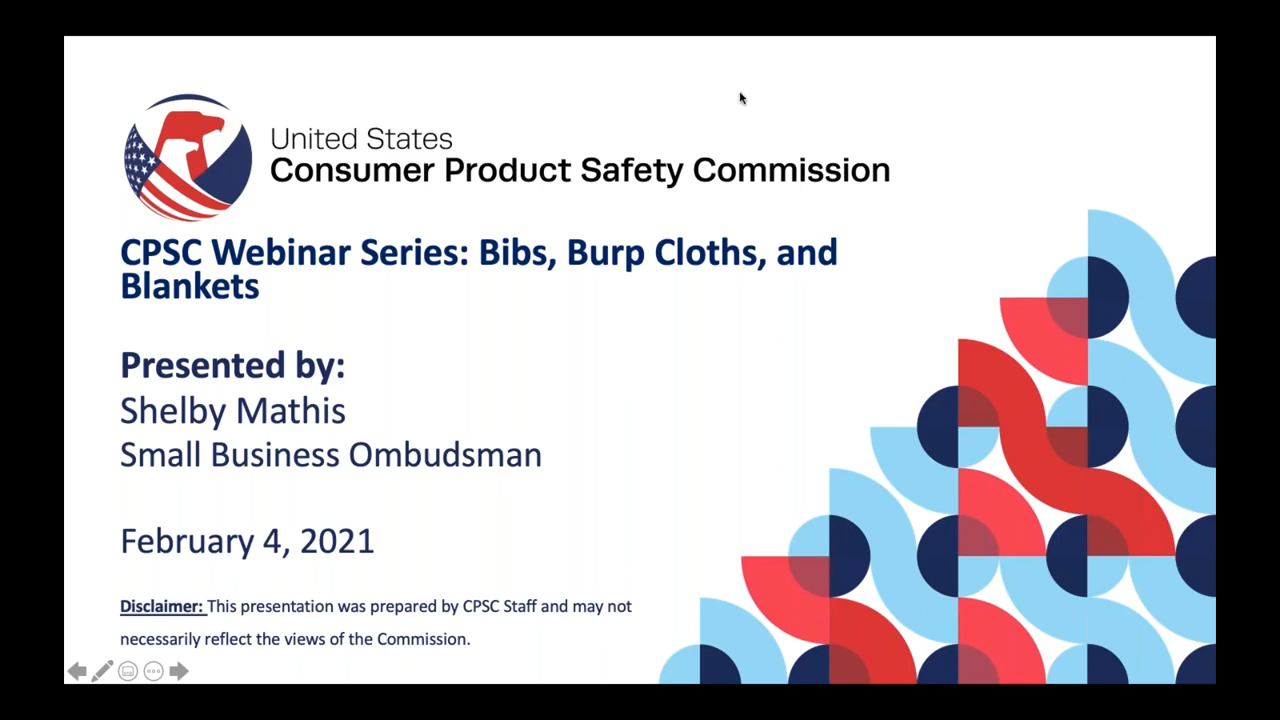 United States
Consumer Product Safety Commission
CPSC Webinar Series: Bibs, Burp Cloths, and
Blankets
Presented by:
Shelby Mathis
Small Business Ombudsman
February 4, 2021
Disclaimer: This presentation was prepared by CPSC Staff and may not
necessarily reflect the views of the Commission.